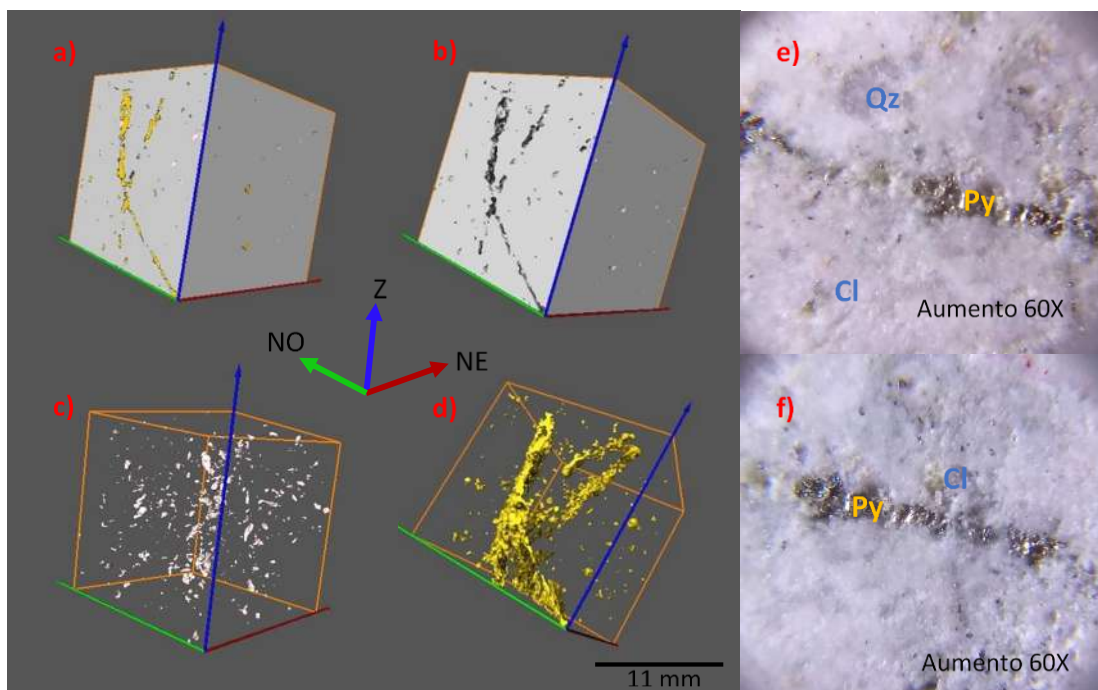 a)
b)
Z
NO
NE
c)
d)
11 mm
e)
Qz
Py
Cl
Aumento 60X
f)
Cl
Py
Aumento 60X